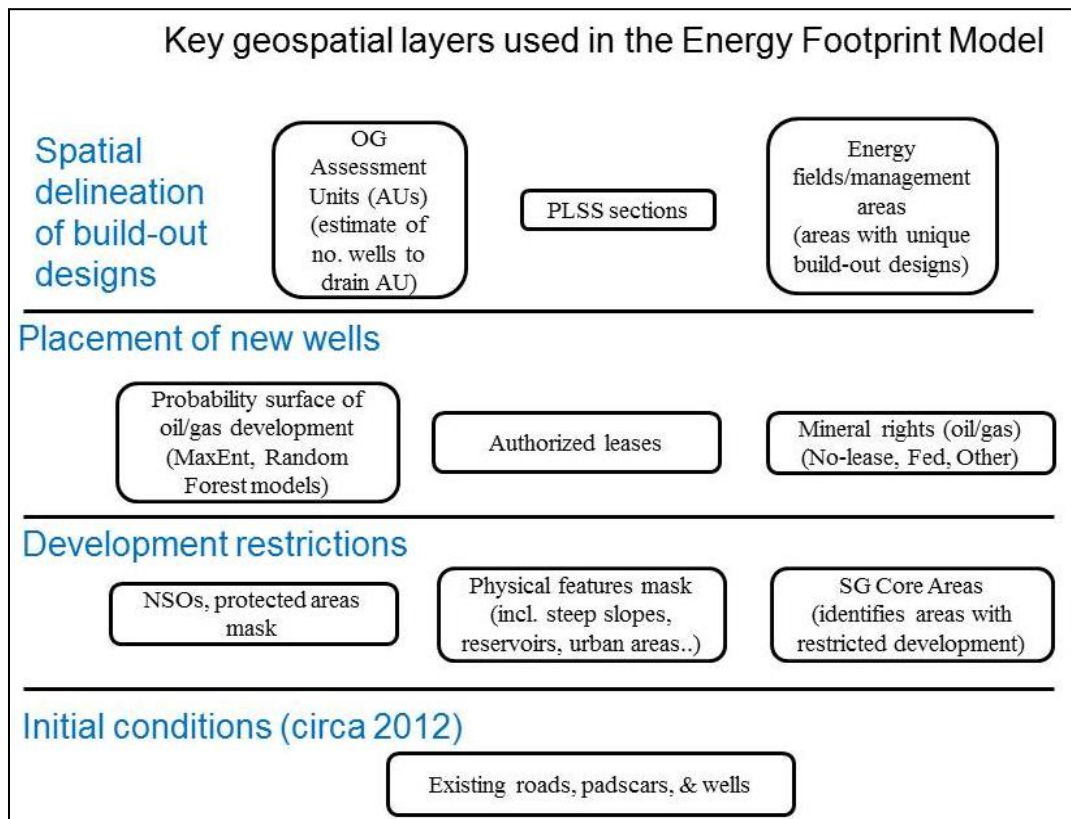 Key geospatial layers used in the Energy Footprint Model
Spatial
delineation
of build-out
designs
OG
Assessment
Units (AUs)
(estimate of
no. wells to
drain AU)
PLSS sections
Energy
fields/management
areas
(areas with unique
build-out designs)
Placement of new wells
Probability surface of
oil/gas development
(MaxEnt, Random
Forest models)
Authorized leases
Mineral rights (oil/gas)
(No-lease, Fed, Other)
Development restrictions
NSOs, protected areas
mask
Physical features mask
(incl. steep slopes,
reservoirs, urban areas..)
SG Core Areas
(identifies areas with
restricted development)
Initial conditions (circa 2012)
Existing roads, padscars, & wells